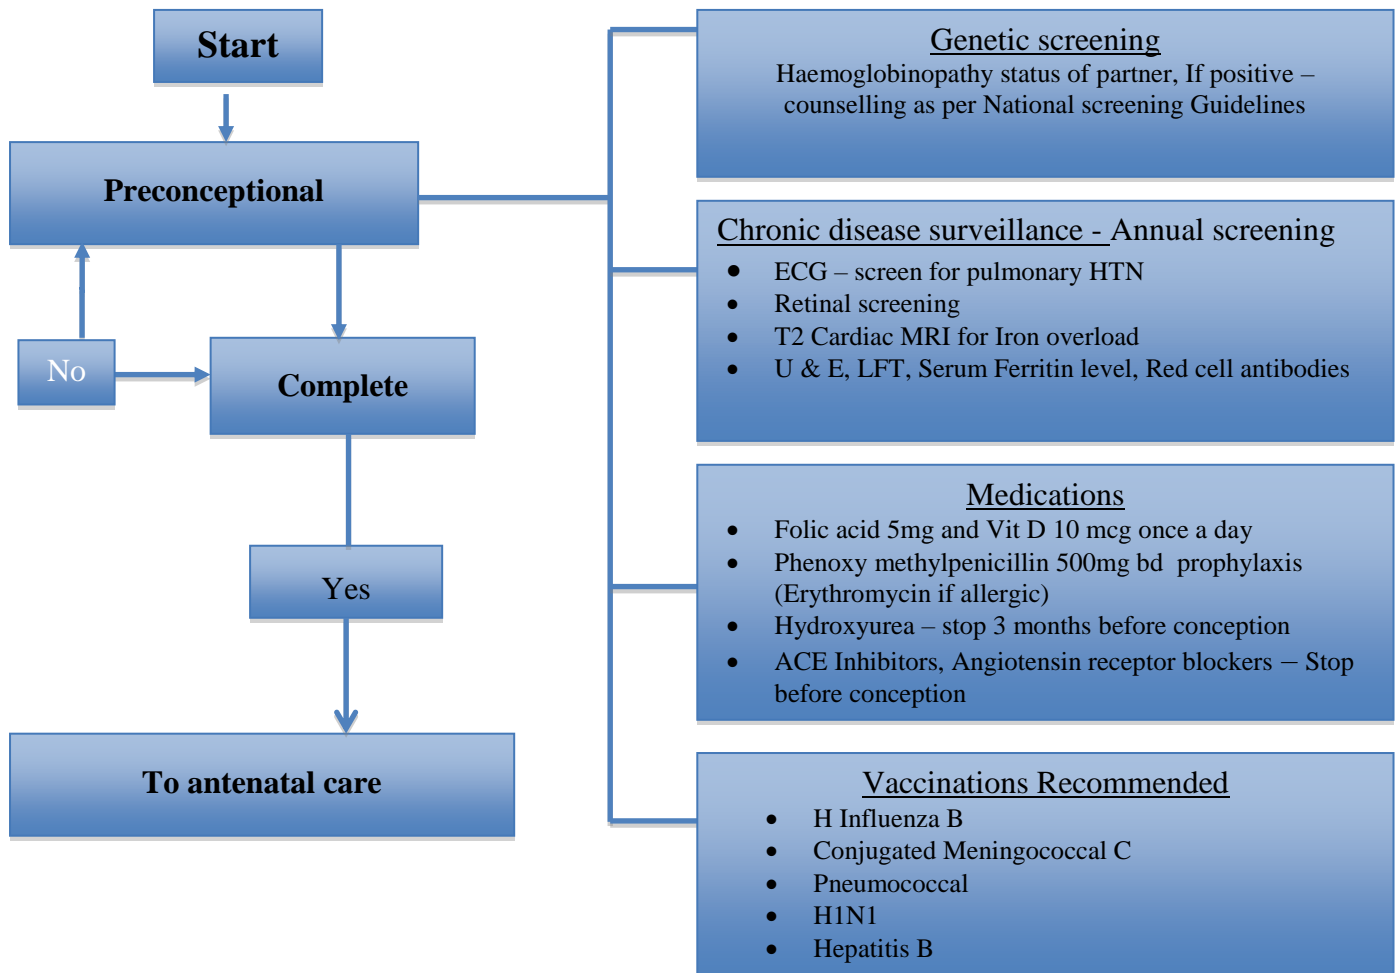 Start
Preconceptional
No
Complete
Yes
To antenatal care
Genetic screening
Haemoglobinopathy status of partner, If positive –
counselling as per National screening Guidelines
Chronic disease surveillance - Annual screening
• ECG – screen for pulmonary HTN
• Retinal screening
• T2 Cardiac MRI for Iron overload
• U & E, LFT, Serum Ferritin level, Red cell antibodies
Medications
• Folic acid 5mg and Vit D 10 mcg once a day
• Phenoxy methylpenicillin 500mg bd prophylaxis
(Erythromycin if allergic)
• Hydroxyurea – stop 3 months before conception
• ACE Inhibitors, Angiotensin receptor blockers – Stop
before conception
Vaccinations Recommended
• H Influenza B
• Conjugated Meningococcal C
• Pneumococcal
• H1N1
• Hepatitis B